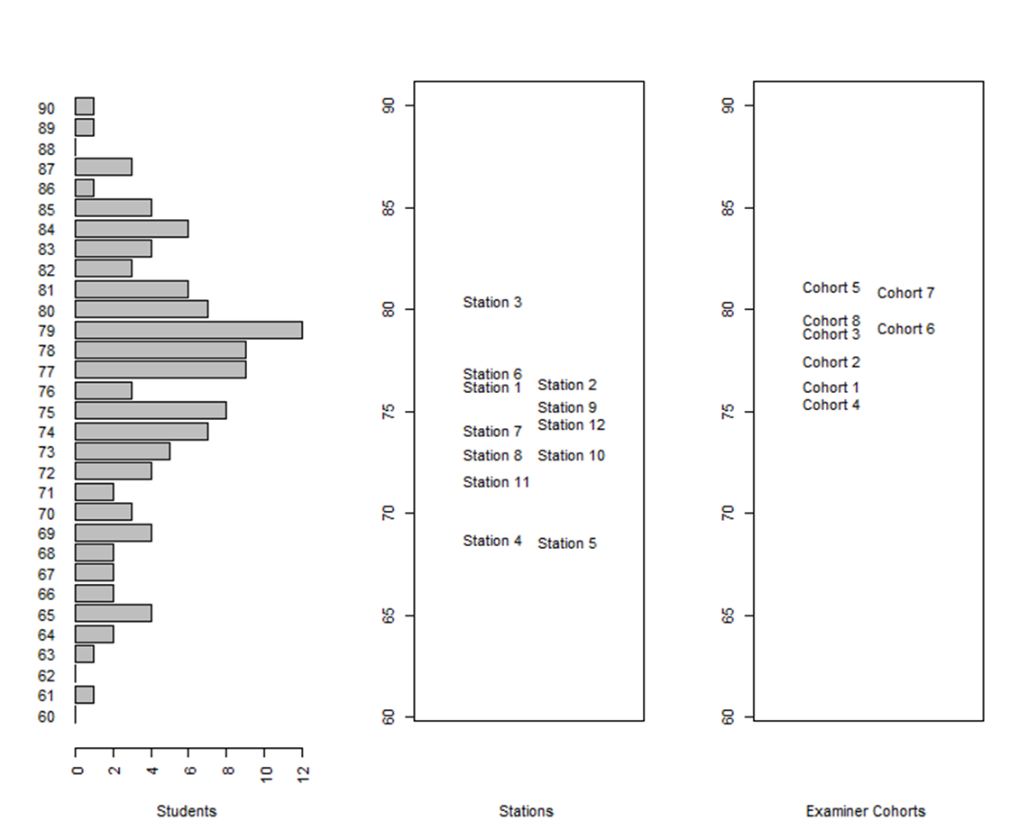 90
89
88
87
86
85
84
83
82
81
80
79
78
77
76
75
74
73
72
71
70
69
68
67
66
65
64
63
62
61
60
0 2 4 6 8 10 12
Students
90
85
80
75
70
65
60
Station 3
Station 6
Station 1 Station 2
Station 9
Station 12
Station 7
Station 8 Station 10
Station 11
Station 4 Station 5
Stations
90
85
80
75
70
65
60
Cohort 5 Cohort 7
Cohort 8
Cohort 3 Cohort 6
Cohort 2
Cohort 1
Cohort 4
Examiner Cohorts